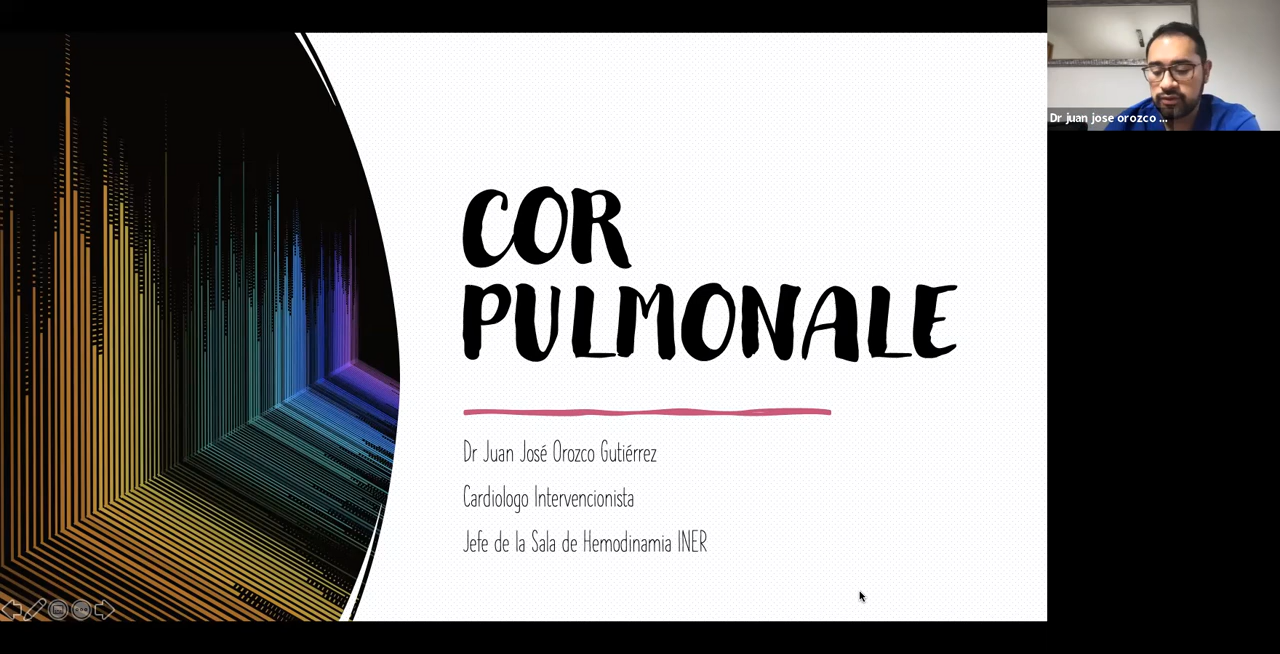 COR
PULMONALE
Dr Juan José Orozco Gutiérrez
Cardiologo Intervencionista
Jefe de la Sala de Hemodinamia INER
Dr juan jose orozco ...